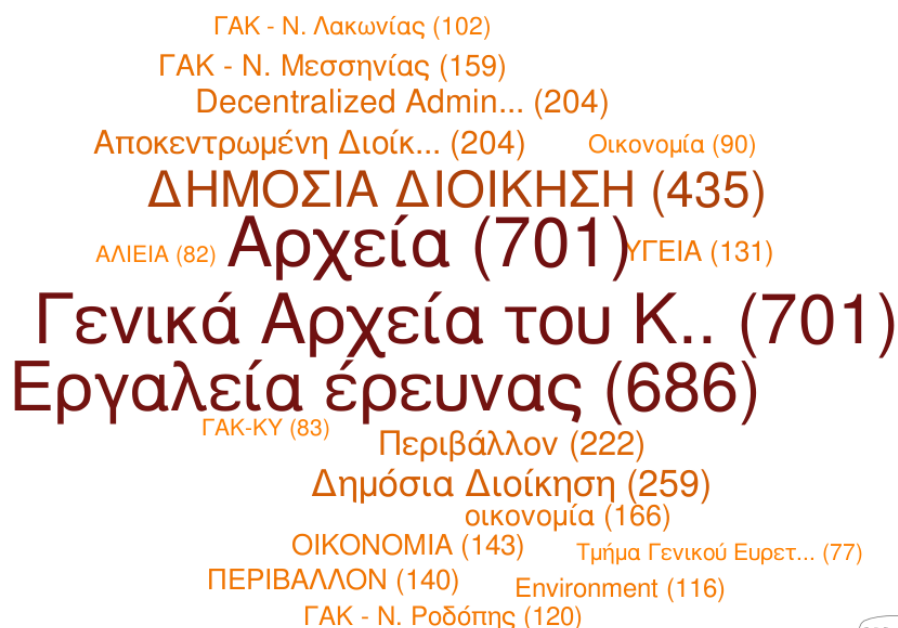 ΓΑΚ - Ν. Λακωνίας (102)
ΓΑΚ - Ν. Μεσσηνίας (159)
Decentralized Admin... (204)
Αποκεντρωμένη Διοίκ... (204) Οικονομία (90)
ΔΗΜΟΣΙΑ ΔΙΟΙΚΗΣΗ (435)
ΑΛΙΕΙΑ (82) Αρχεία (701) ΥΓΕΙΑ (131)
Γενικά Αρχεία του Κ.. (701)
Εργαλεία έρευνας (686)
ΓΑΚ-ΚΥ (83) Περιβάλλον (222)
Δημόσια Διοίκηση (259)
οικονομία (166)
ΟΙΚΟΝΟΜΙΑ (143) Τμήμα Γενικού Ευρετ... (77)
ΠΕΡΙΒΑΛΛΟΝ (140) Environment (116)
ΓΑΚ - Ν. Ροδόπης (120)